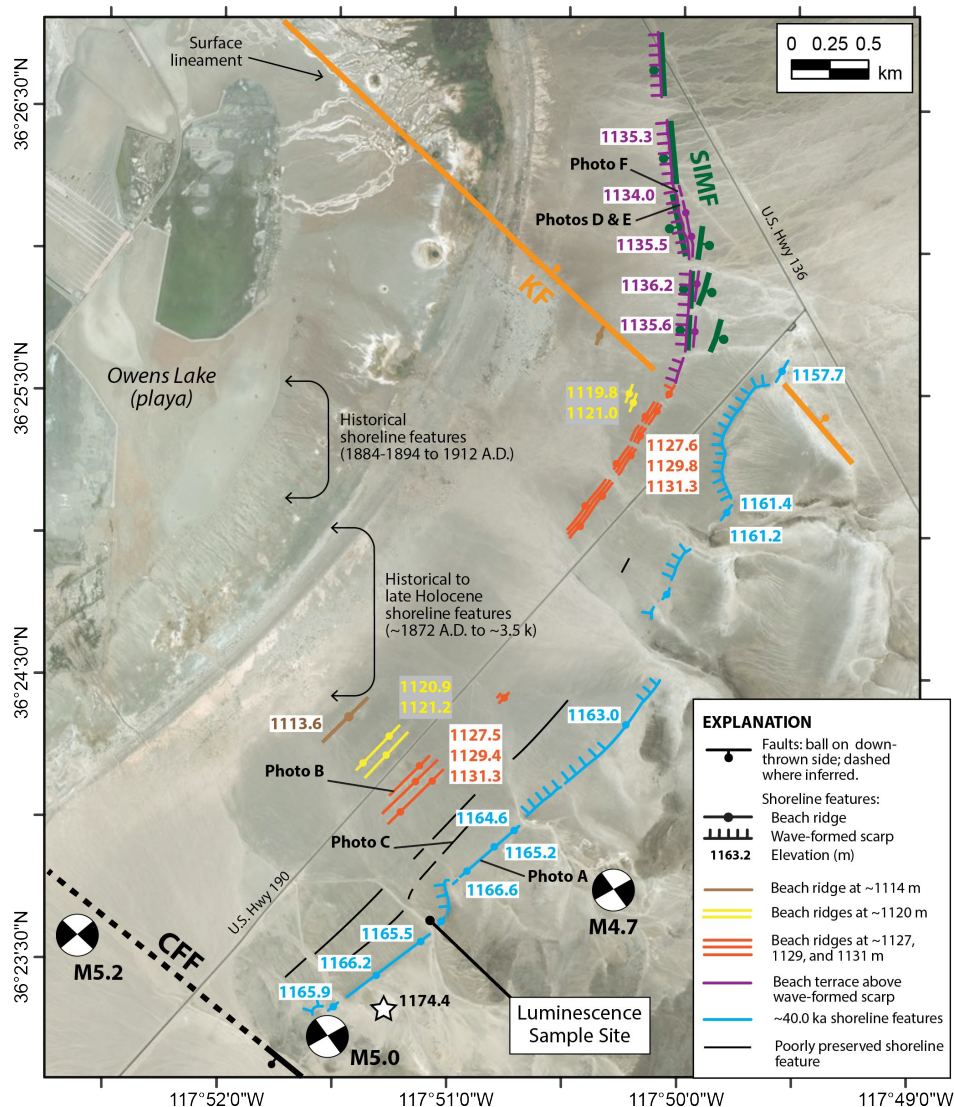 Surface
lineament
0 0.25 0.5
km
36°26'30"N
1135.3
Photo F
SIMF
1134.0
Photos D & E
1135.5
U.S. Hwy 136
KF
1136.2
1135.6
36°25'30"N
Owens Lake
(playa)
1157.7
1119.8
1121.0
Historical
shoreline features
(1884-1894 to 1912 A.D.)
1127.6
1129.8
1131.3
1161.4
1161.2
Historical to
late Holocene
shoreline features
(~1872 A.D. to ~3.5 k)
36°24'30"N
1120.9
1121.2
1113.6
1163.0
1127.5
1129.4
1131.3
Photo B
1164.6
Photo C
1165.2
Photo A
1166.6
M4.7
U.S. Hwy 190
1165.5
CFF
M5.2
36°23'30"N
1166.2
1165.9
1174.4
Luminescence
Sample Site
M5.0
EXPLANATION
Faults: ball on down-
thrown side; dashed
where inferred.
Shoreline features:
Beach ridge
Wave-formed scarp
1163.2 Elevation (m)
Beach ridge at ~1114 m
Beach ridges at ~1120 m
Beach ridges at ~1127,
1129, and 1131 m
Beach terrace above
wave-formed scarp
~40.0 ka shoreline features
Poorly preserved shoreline
feature
117°52'0"W 117°51'0"W 117°50'0"W 117°49'0"W